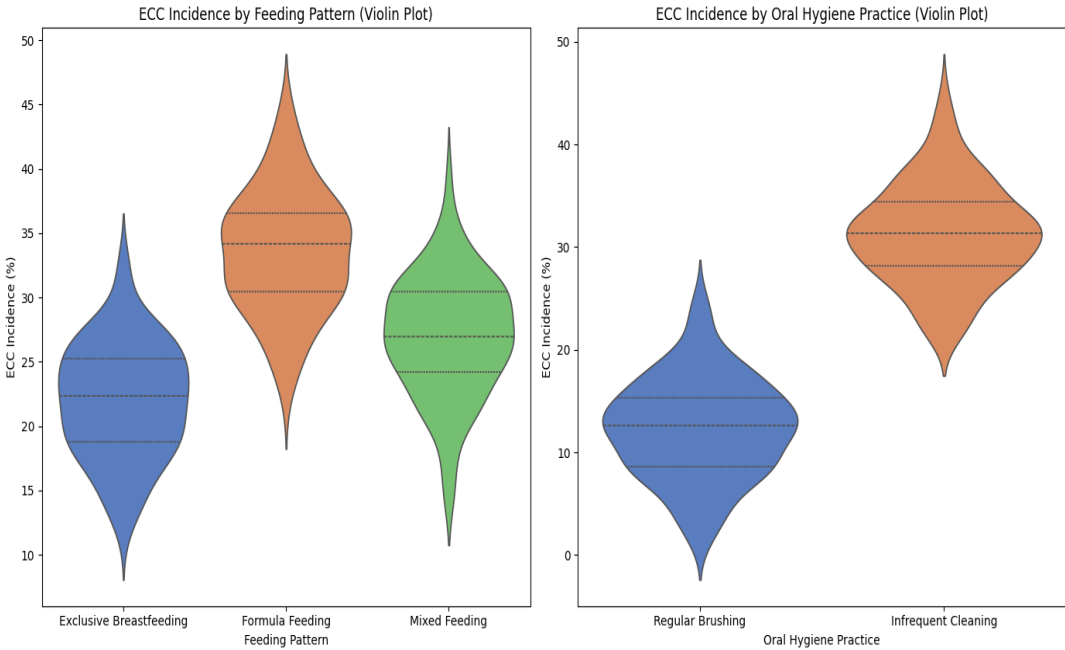 ECC Incidence by Feeding Pattern (Violin Plot)
50
45
40
35
30
25
20
15
10
ECC Incidence (%)
Exclusive Breastfeeding
Formula Feeding
Mixed Feeding
Feeding Pattern
ECC Incidence by Oral Hygiene Practice (Violin Plot)
50
40
30
20
10
0
ECC Incidence (%)
Regular Brushing
Infrequent Cleaning
Oral Hygiene Practice